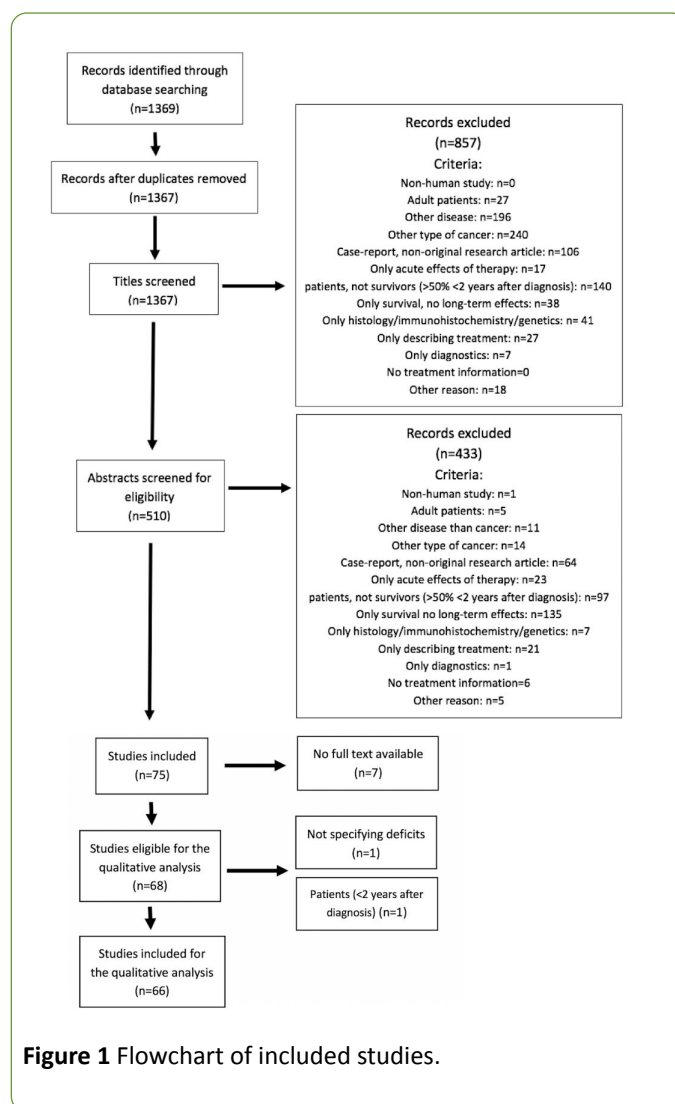 Records identified through
database searching
(n=1369)
Records after duplicates removed
(n=1367)
Titles screened
(n=1367)
Records excluded
(n=857)
Criteria:
Non-human study: n=0
Adult patients: n=27
Other disease: n=196
Other type of cancer: n=240
Case-report, non-original research article: n=106
Only acute effects of therapy: n=17
patients, not survivors (>50% <2 years after diagnosis): n=140
Only survival, no long-term effects: n=38
Only histology/immunohistochemistry/genetics: n= 41
Only describing treatment: n=27
Only diagnostics: n=7
No treatment information=0
Other reason: n=18
Abstracts screened for
eligibility
(n=510)
Records excluded
(n=433)
Criteria:
Non-human study: n=1
Adult patients: n=5
Other disease than cancer: n=11
Other type of cancer: n=14
Case-report, non-original research article: n=64
Only acute effects of therapy: n=23
patients, not survivors (>50% <2 years after diagnosis): n=97
Only survival no long-term effects: n=135
Only histology/immunohistochemistry/genetics: n=7
Only describing treatment: n=21
Only diagnostics: n=1
No treatment information=6
Other reason: n=5
Studies included
(n=75)
No full text available
(n=7)
Studies eligible for the
qualitative analysis
(n=68)
Not specifying deficits
(n=1)
Patients (<2 years after
diagnosis) (n=1)
Studies included for
the qualitative analysis
(n=66)
Figure 1 Flowchart of included studies.